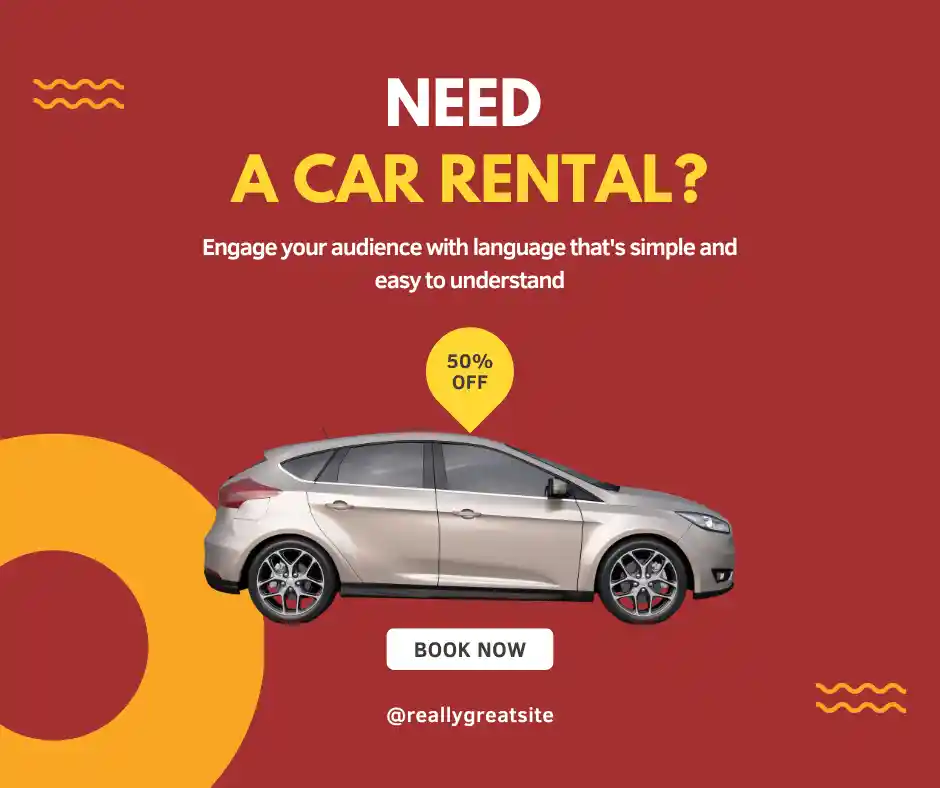 NEED
A CAR RENTAL?
Engage your audience with language that's simple and
easy to understand
50%
OFF
BOOK NOW
@reallygreatsite